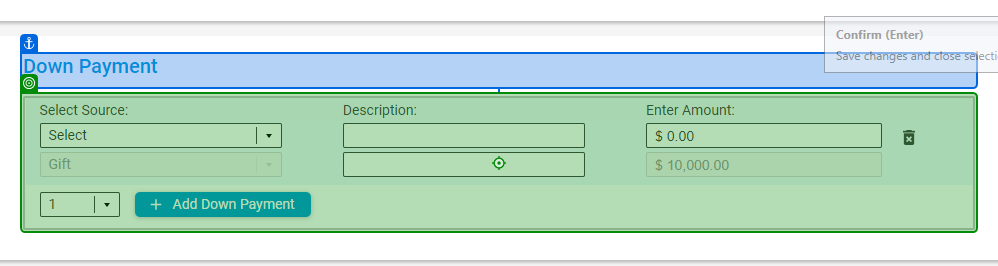 Confirm (Enter)
Save changes and close selecti
Down Payment
Select Source: Description: Enter Amount:
Select $ 0.00
Gift $ 10,000.00
1 + Add Down Payment